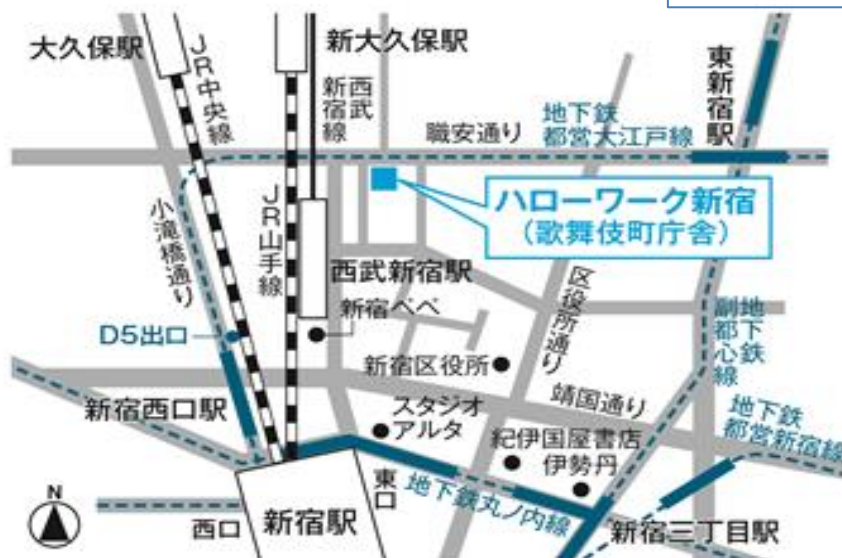 大久保駅
JR中央線
新大久保駅
西武
新宿線
職安通り
地下鉄
都営大江戸線
東新宿駅
ハローワーク新宿
(歌舞伎町庁舎)
小滝橋通り
JR山手線
西武新宿駅
新宿ペペ
区役所通り
地下鉄
副都心線
D5出口
新宿区役所
靖国通り
新宿西口駅
スタジオ
アルタ
紀伊国屋書店
伊勢丹
地下鉄
都営新宿線
東口
地下鉄丸ノ内線
N
西口
新宿駅
新宿三丁目駅